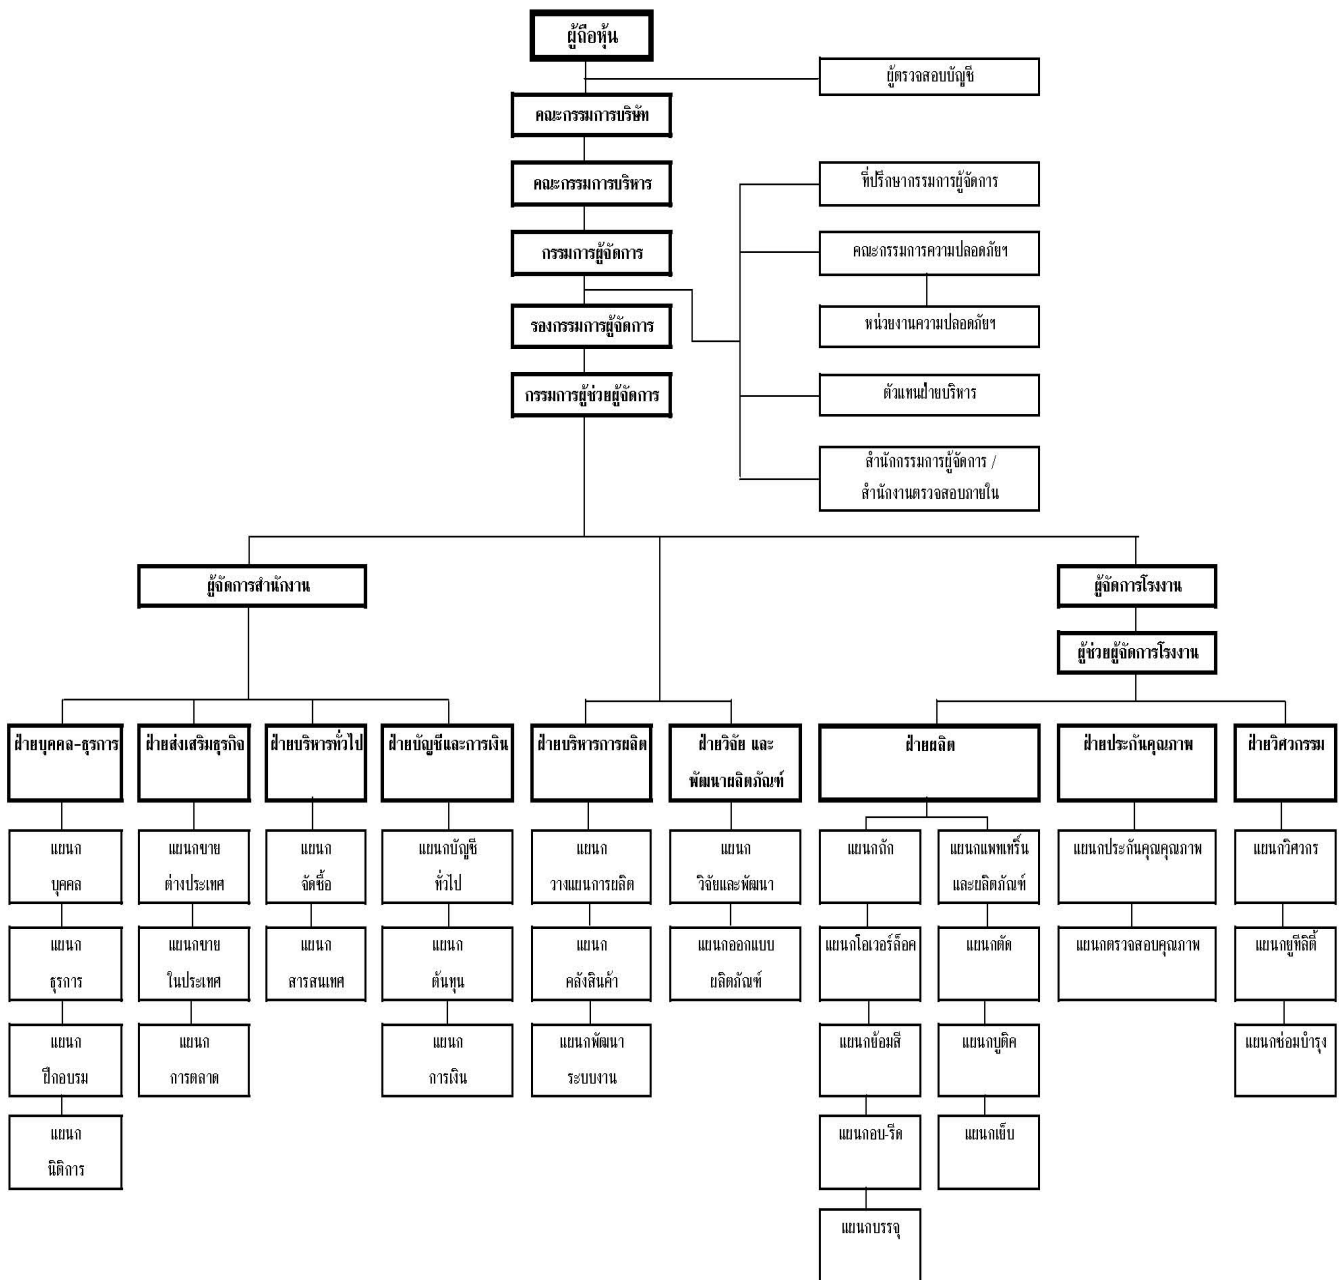 ผู้ถือหุ้น
ผู้ตรวจสอบบัญชี
คณะกรรมการบริษัท
คณะกรรมการบริหาร
ที่ปรึกษากรรมการผู้จัดการ
กรรมการผู้จัดการ
คณะกรรมการความปลอดภัยฯ
รองกรรมการผู้จัดการ
หน่วยงานความปลอดภัยฯ
กรรมการผู้ช่วยผู้จัดการ
ตัวแทนฝ่ายบริหาร
สำนักกรรมการผู้จัดการ /
สำนักงานตรวจสอบภายใน
ผู้จัดการสำนักงาน
ผู้จัดการโรงงาน
ผู้ช่วยผู้จัดการโรงงาน
ฝ่ายบุคคล-ธุรการ
ฝ่ายส่งเสริมธุรกิจ
ฝ่ายบริหารทั่วไป
ฝ่ายบัญชีและการเงิน
ฝ่ายบริหารการผลิต
ฝ่ายวิจัย และ
พัฒนาผลิตภัณฑ์
ฝ่ายผลิต
ฝ่ายประกันคุณภาพ
ฝ่ายวิศวกรรม
แผนก
บุคคล
แผนกขาย
ต่างประเทศ
แผนก
จัดซื้อ
แผนกบัญชี
ทั่วไป
แผนก
วางแผนการผลิต
แผนก
วิจัยและพัฒนา
แผนกถัก
แผนกแพทเทิร์น
และผลิตภัณฑ์
แผนกประกันคุณคุณภาพ
แผนกวิศวกร
แผนก
ธุรการ
แผนกขาย
ในประเทศ
แผนก
สารสนเทศ
แผนก
ต้นทุน
แผนก
คลังสินค้า
แผนกออกแบบ
ผลิตภัณฑ์
แผนกโอเวอร์ล็อค
แผนกตัด
แผนกตรวจสอบคุณภาพ
แผนกยูทีลิตี้
แผนก
ฝึกอบรม
แผนก
การตลาด
แผนก
การเงิน
แผนกพัฒนา
ระบบงาน
แผนกย้อมสี
แผนกบูติค
แผนกซ่อมบำรุง
แผนก
นิติการ
แผนกอบ-รีด
แผนกเย็บ
แผนกบรรจุ